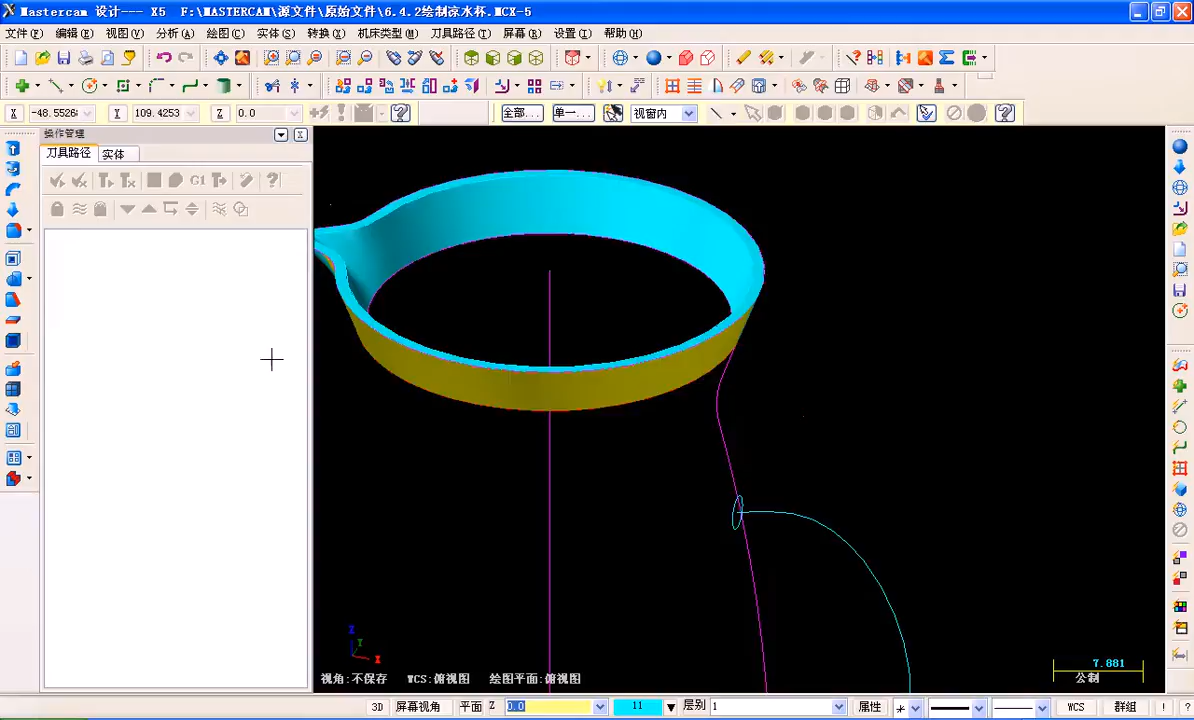 Mastercam 设计--- X5 F:\MASTERCAM\源文件\原始文件\6.4.2绘制凉水杯.MCX-5
文件(F) 编辑(E) 视图(V) 分析(A) 绘图(C) 实体(S) 转换(X) 机床类型(M) 刀具路径(T) 屏幕(R) 设置(I) 帮助(H)
X -48.5526 Y 109.4253 Z 0.0 全部... 单一... 视窗内
操作管理
刀具路径 实体
G1
Z
Y
X
视角:不保存 WCS:俯视图 绘图平面:俯视图
7.881
公制
3D 屏幕视角 平面 Z 0.0 11 层别 1 属性 WCS 群组 ! ?